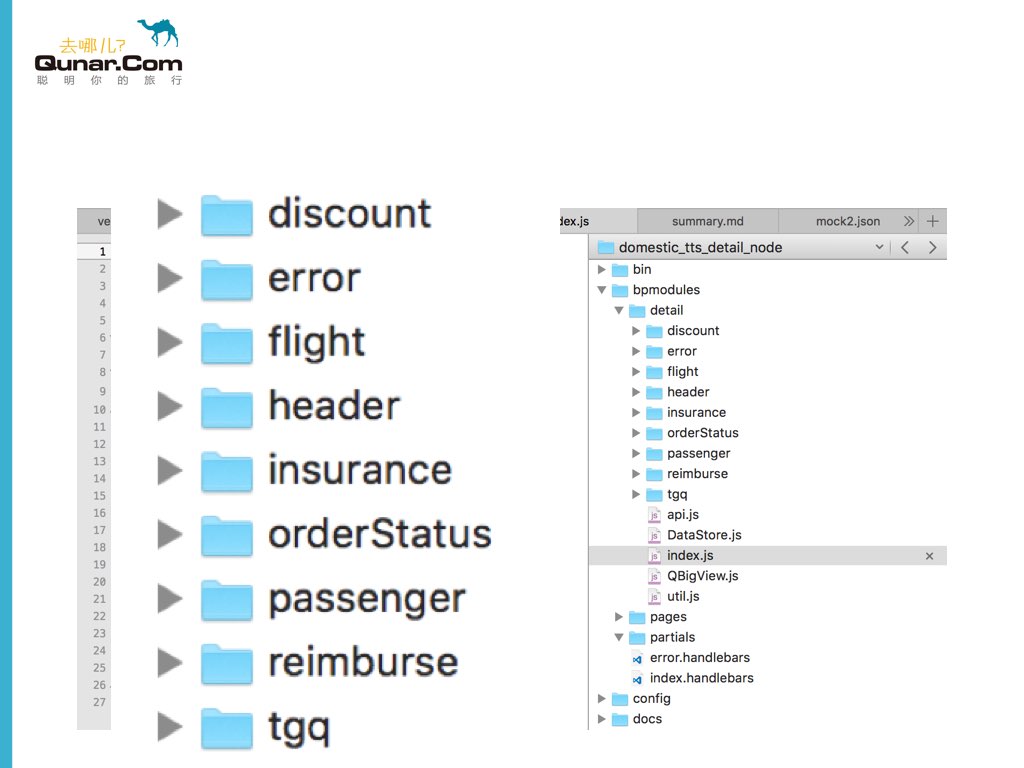 去哪儿?
Qunar.Com
聪明你的旅行
ve
1
2
3
4
5
6
7
8
9
10
11
12
13
14
15
16
17
18
19
20
21
22
23
24
25
26
27
discount
error
flight
header
insurance
orderStatus
passenger
reimburse
tgq
dex.js summary.md mock2.json
domestic_tts_detail_node
bin
bpmodules
detail
discount
error
flight
header
insurance
orderStatus
passenger
reimburse
tgq
api.js
DataStore.js
index.js
QBigView.js
util.js
pages
partials
error.handlebars
index.handlebars
config
docs